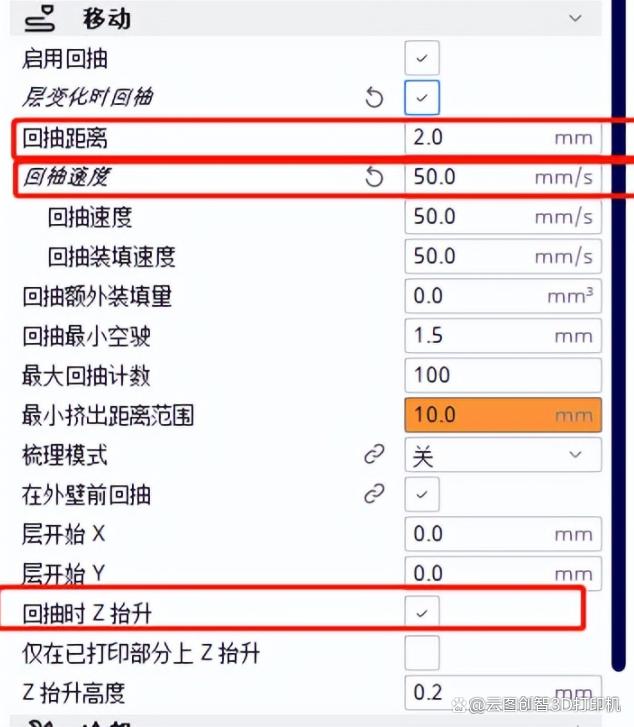 移动
启用回抽
层变化时回抽
回抽距离 2.0 mm
回抽速度 50.0 mm/s
回抽速度 50.0 mm/s
回抽装填速度 50.0 mm/s
回抽额外装填量 0.0 mm³
回抽最小空驶 1.5 mm
最大回抽计数 100
最小挤出距离范围 10.0 mm
梳理模式 关
在外壁前回抽
层开始 X 0.0 mm
层开始 Y 0.0 mm
回抽时 Z 抬升
仅在已打印部分上 Z 抬升
Z 抬升高度 0.2 mm
@云图创智3D打印机